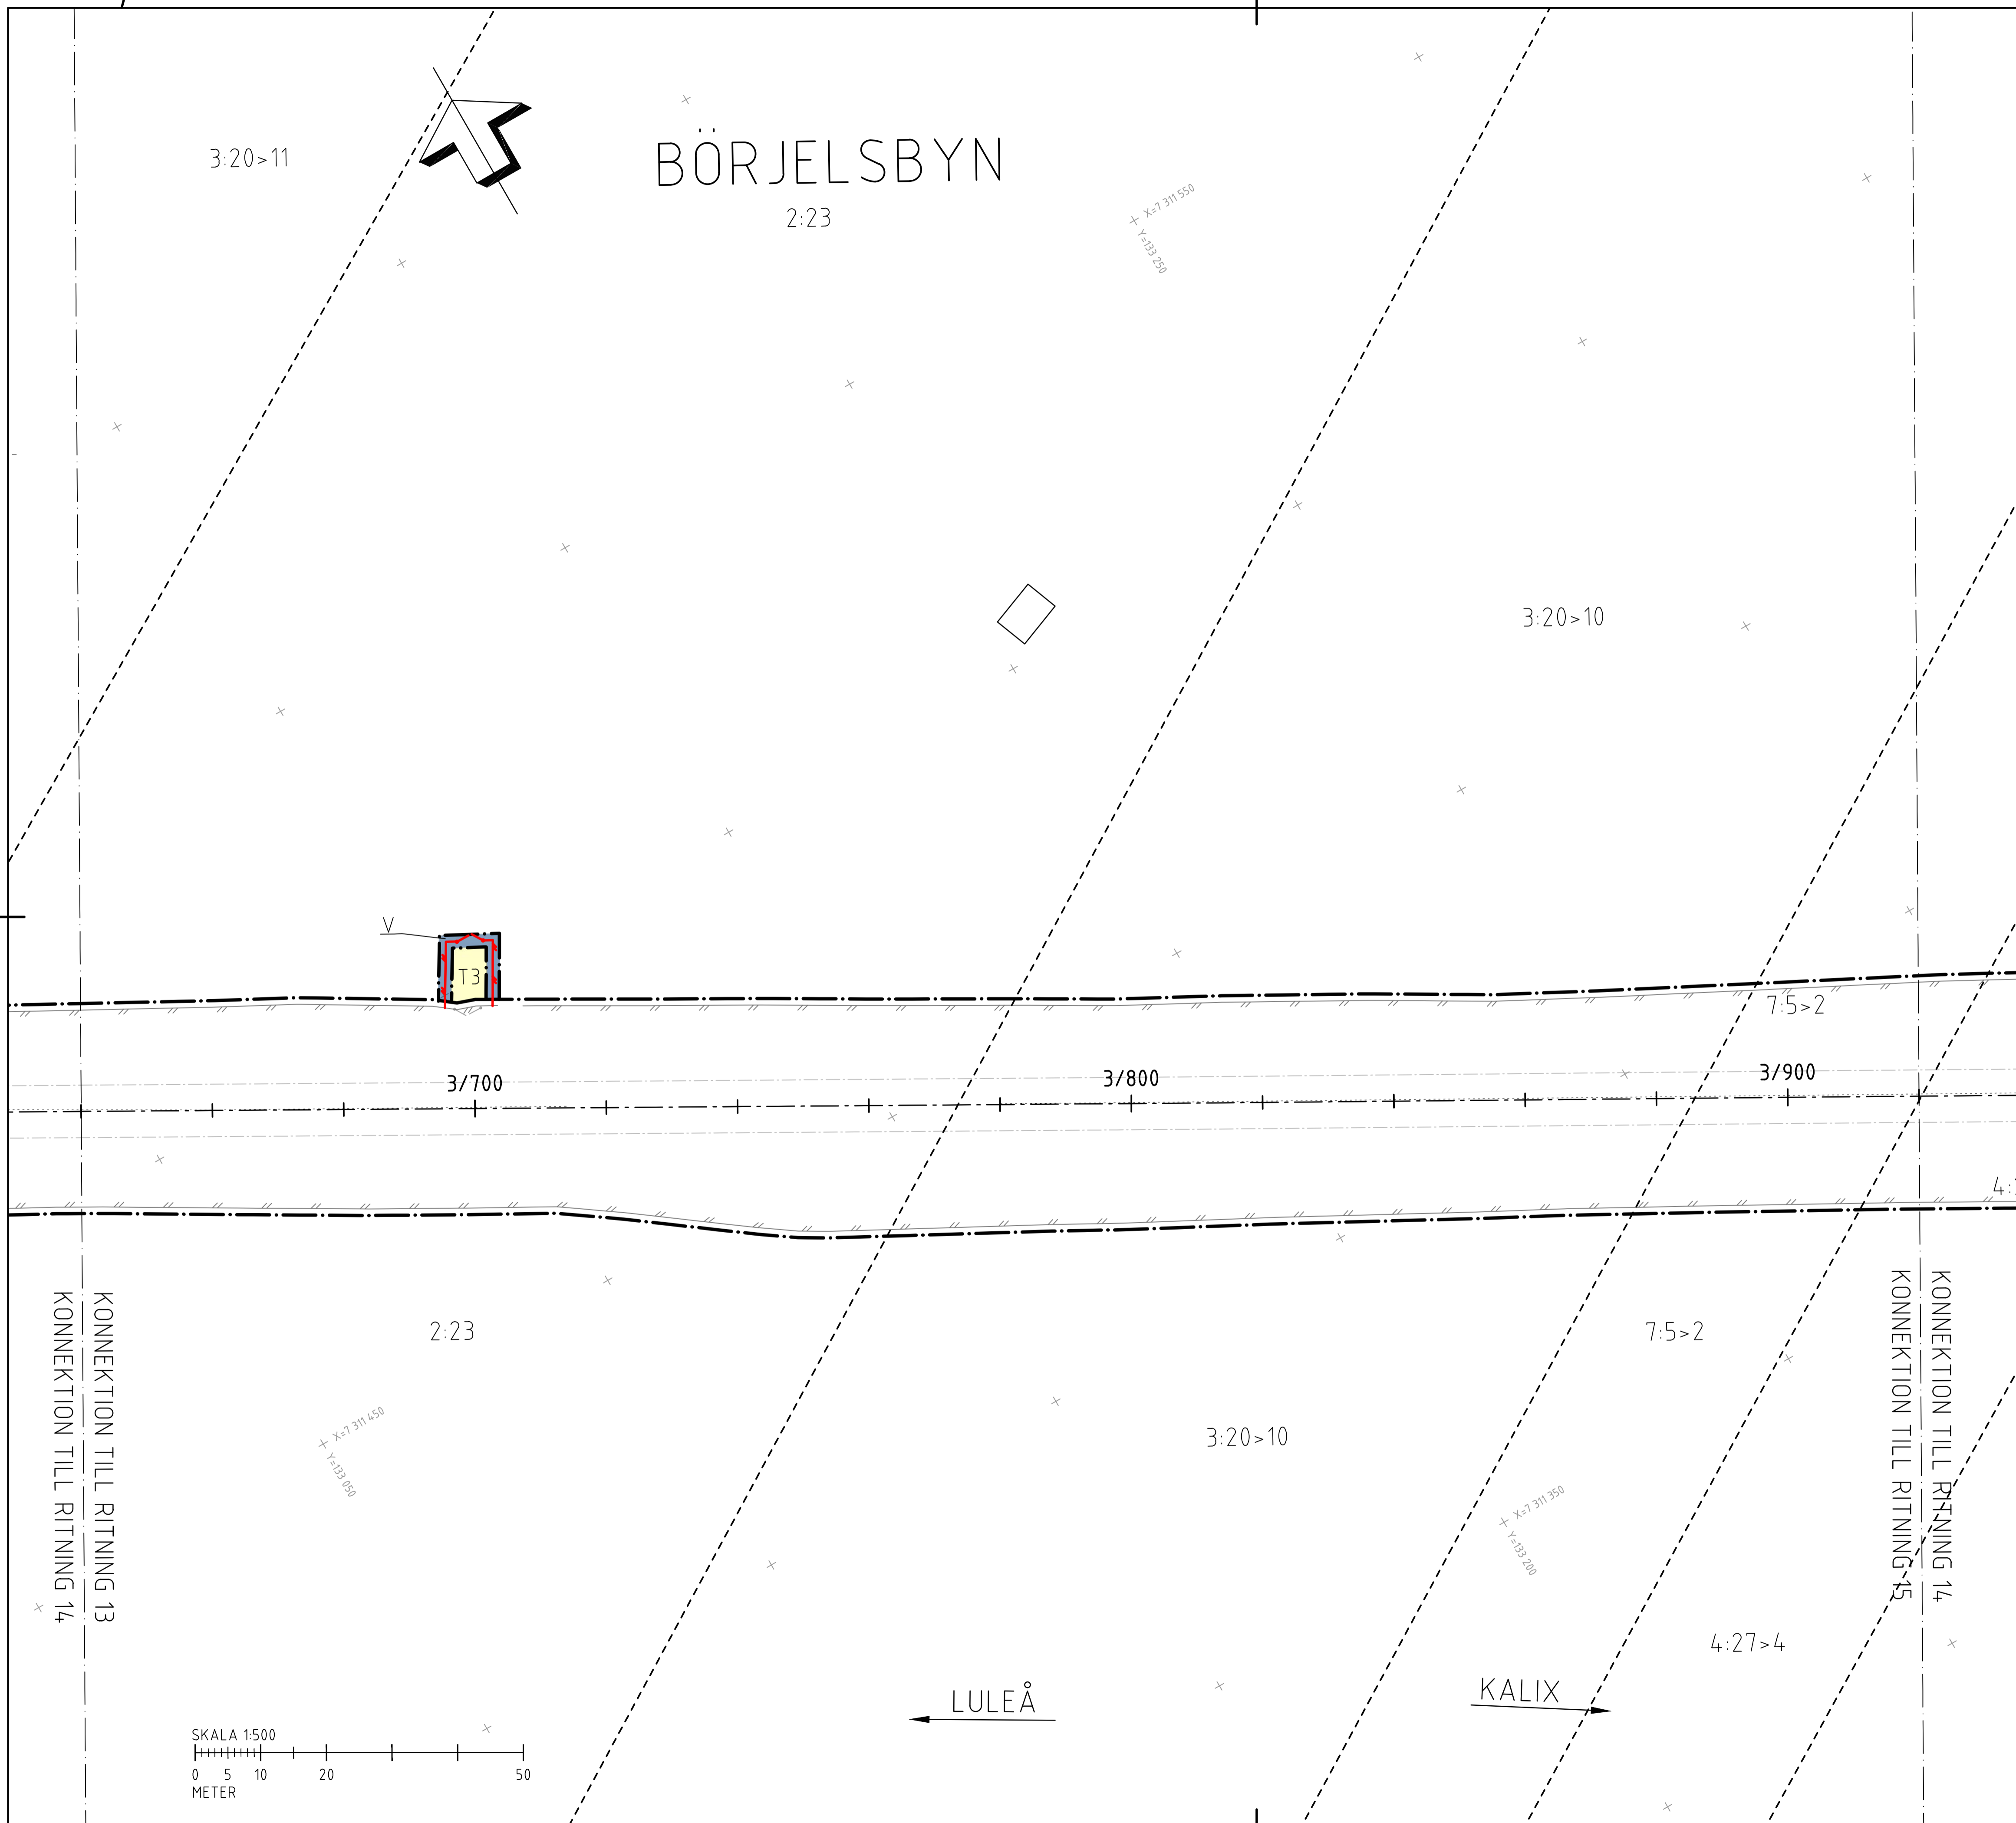 3:20>11
BÖRJELSBYN
2:23
X=7 311 550
Y=133 250
3:20>10
V
T3
7:5>2
3/700
3/800
3/900
KONNEKTION TILL RITNING 13
KONNEKTION TILL RITNING 14
KONNEKTION TILL RITNING 14
KONNEKTION TILL RITNING 15
2:23
7:5>2
X=7 311 450
Y=133 050
3:20>10
X=7 311 350
Y=133 200
4:27>4
LULEÅ
KALIX
SKALA 1:500
0 5 10 20 50
METER